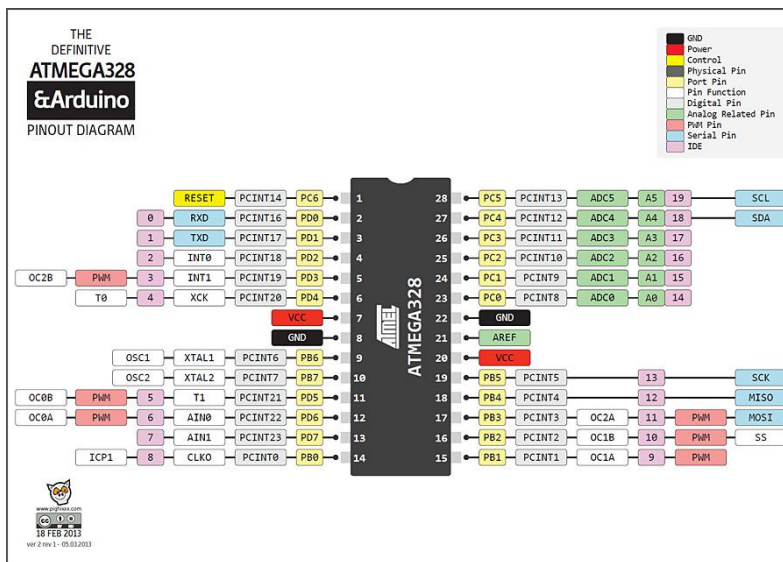 THE
DEFINITIVE
ATMEGA328
&Arduino
PINOUT DIAGRAM
GND
Power
Control
Physical Pin
Port Pin
Pin Function
Digital Pin
Analog Related Pin
PWM Pin
Serial Pin
IDE
RESET PCINT14 PC6 1
0 RXD PCINT16 PD0 2
1 TXD PCINT17 PD1 3
2 INT0 PCINT18 PD2 4
OC2B PWM 3 INT1 PCINT19 PD3 5
T0 4 XCK PCINT20 PD4 6
VCC 7
GND 8
OSC1 XTAL1 PCINT6 PB6 9
OSC2 XTAL2 PCINT7 PB7 10
OC0B PWM 5 T1 PCINT21 PD5 11
OC0A PWM 6 AIN0 PCINT22 PD6 12
7 AIN1 PCINT23 PD7 13
ICP1 8 CLKO PCINT0 PB0 14
ATMEL
ATMEGA328
28 PC5 PCINT13 ADC5 A5 19 SCL
27 PC4 PCINT12 ADC4 A4 18 SDA
26 PC3 PCINT11 ADC3 A3 17
25 PC2 PCINT10 ADC2 A2 16
24 PC1 PCINT9 ADC1 A1 15
23 PC0 PCINT8 ADC0 A0 14
22 GND
21 AREF
20 VCC
19 PB5 PCINT5 13 SCK
18 PB4 PCINT4 12 MISO
17 PB3 PCINT3 OC2A 11 PWM MOSI
16 PB2 PCINT2 OC1B 10 PWM SS
15 PB1 PCINT1 OC1A 9 PWM
www.pighixxx.com
cc
18 FEB 2013
ver 2 rev 1 - 05.03.2013